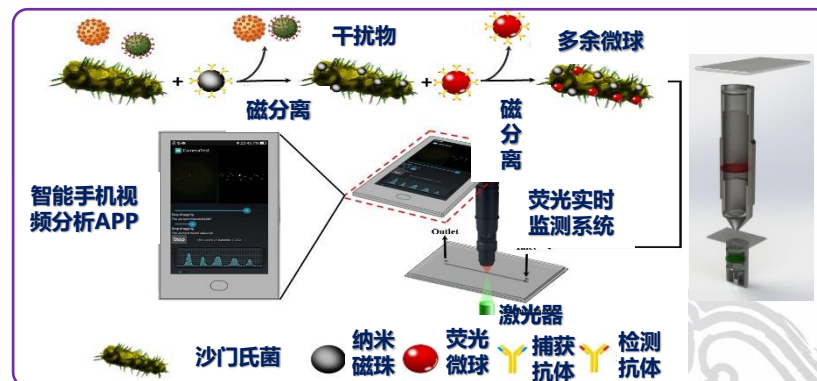 干扰物
多余微球
磁分离
磁
分
离
智能手机视
频分析APP
CameraTest
Stop
荧光实时
监测系统
Outlet
激光器
沙门氏菌
纳米
磁珠
荧光
微球
捕获
抗体
检测
抗体